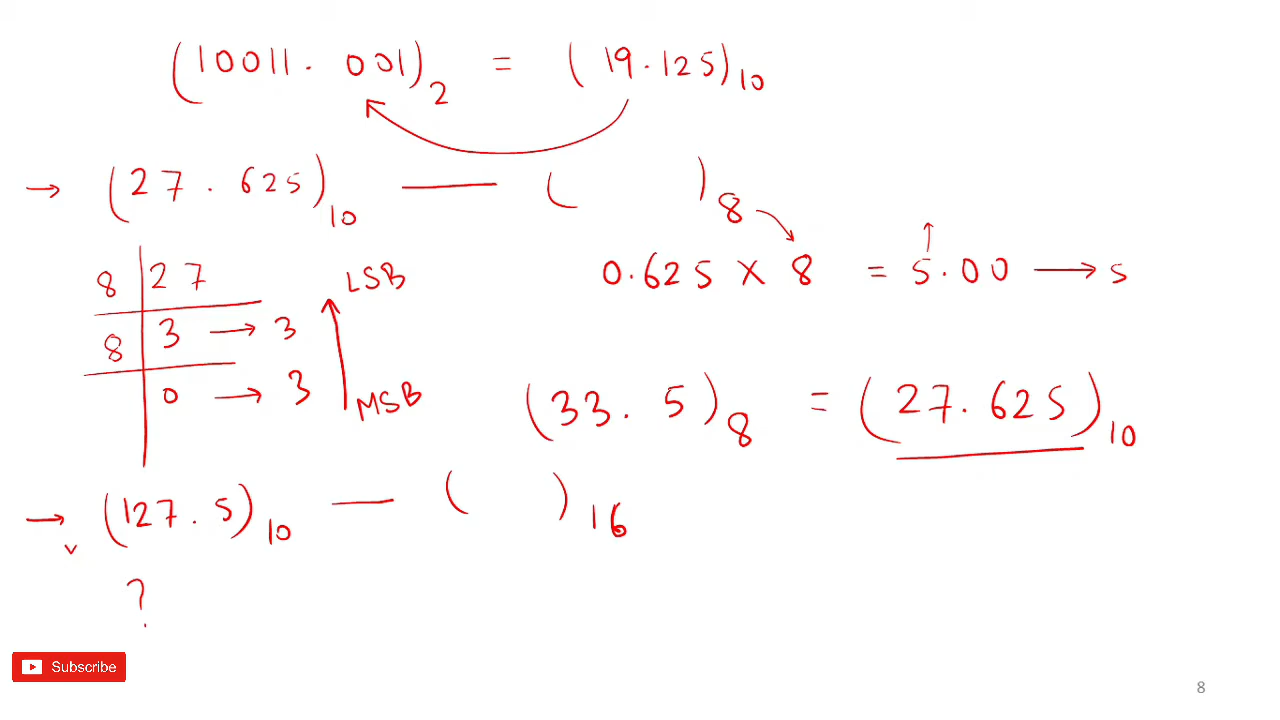 (10011. 001)2 = (19.125)10
→ (27.625)10 — ( )8
0.625 X 8 = 5.00 → 5
8 | 27 LSB
8 | 3 → 3
0 → 3 MSB
(33. 5)8 = (27.625)10
→ (127.5)10 — ( )16
?
Subscribe
8